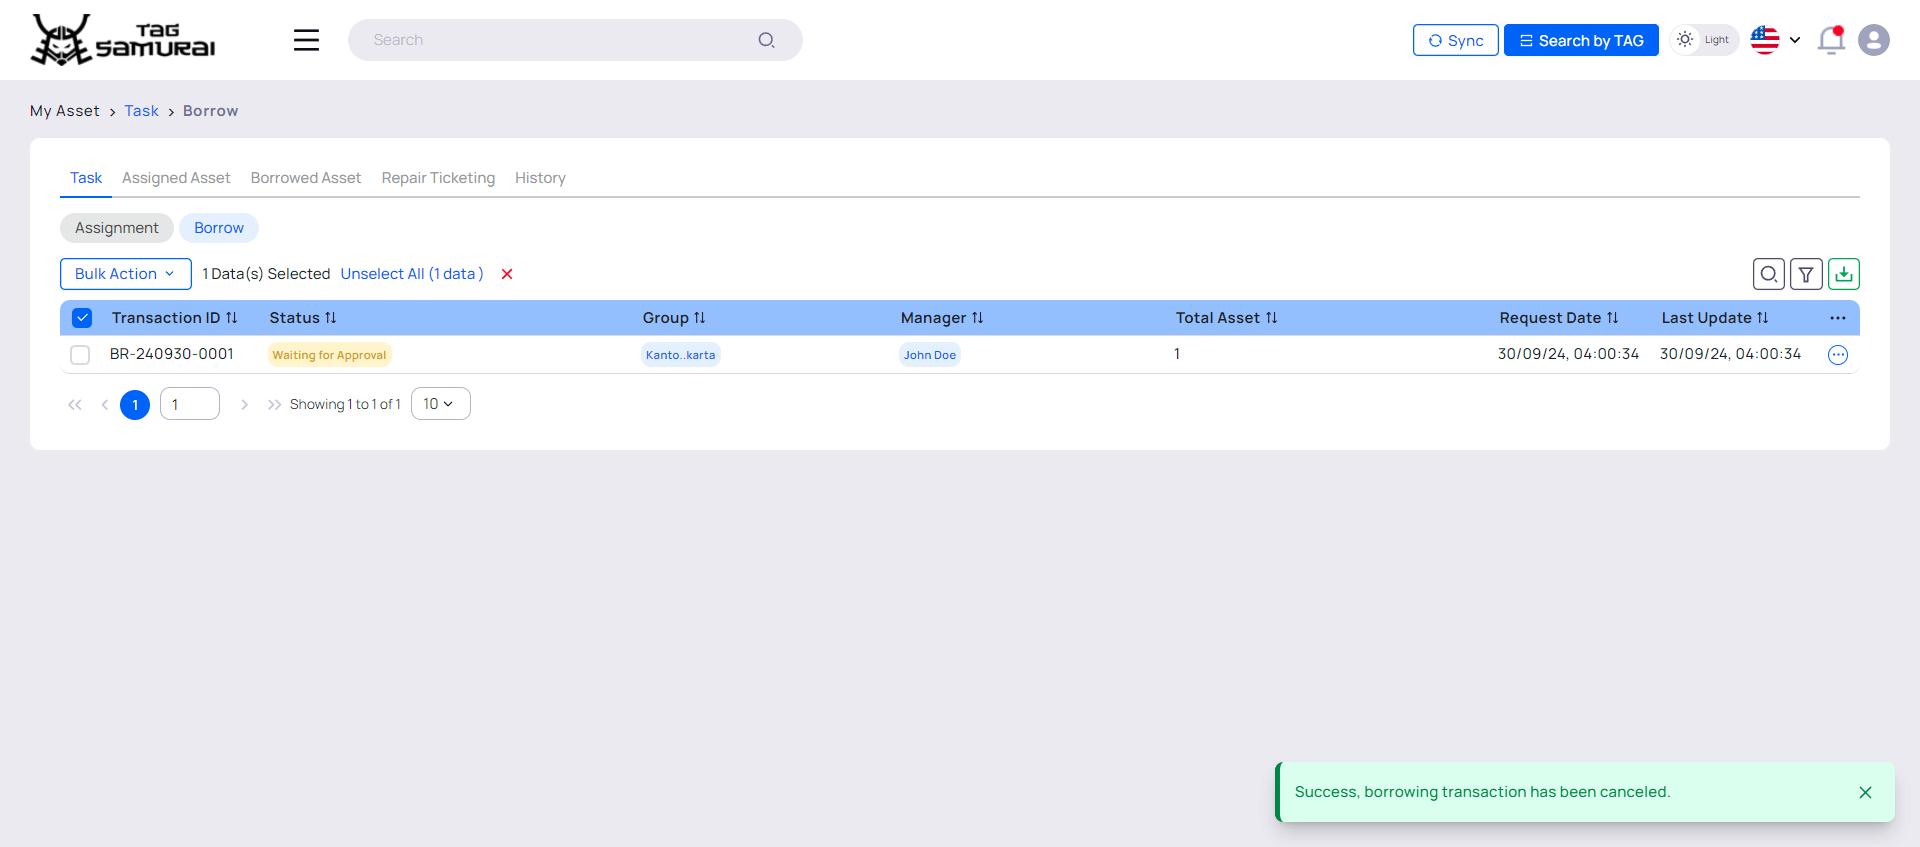 TAG SAMURAI
Search
Sync
Search by TAG
Light
My Asset > Task > Borrow
Task Assigned Asset Borrowed Asset Repair Ticketing History
Assignment Borrow
Bulk Action 1 Data(s) Selected Unselect All (1 data )
Transaction ID Status Group Manager Total Asset Request Date Last Update
BR-240930-0001 Waiting for Approval Kanto..karta John Doe 1 30/09/24, 04:00:34 30/09/24, 04:00:34
1 1 Showing 1 to 1 of 1 10
Success, borrowing transaction has been canceled.